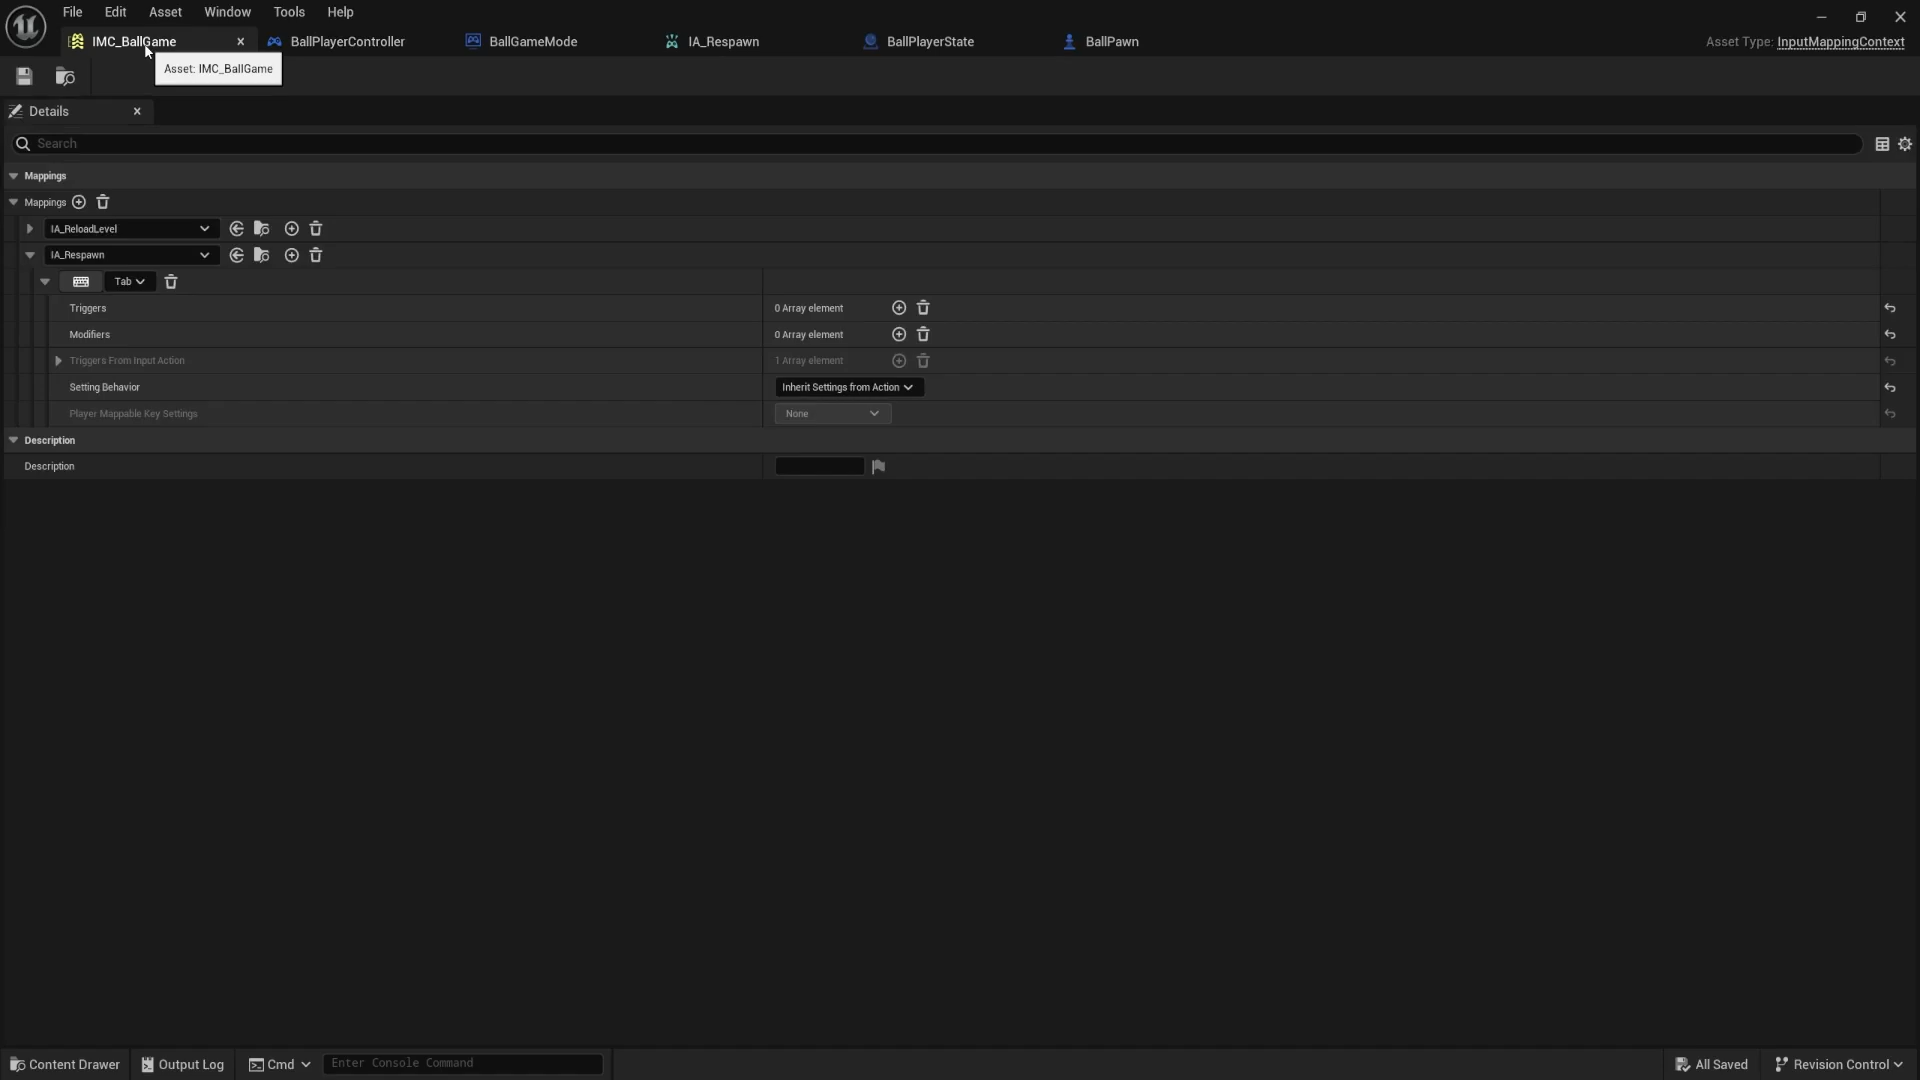 File Edit Asset Window Tools Help
IMC_BallGame BallPlayerController BallGameMode IA_Respawn BallPlayerState BallPawn Asset Type: InputMappingContext
Asset: IMC_BallGame
Details
Search
Mappings
Mappings
IA_ReloadLevel
IA_Respawn
Tab
Triggers 0 Array element
Modifiers 0 Array element
Triggers From Input Action 1 Array element
Setting Behavior Inherit Settings from Action
Player Mappable Key Settings None
Description
Description
Content Drawer Output Log Cmd Enter Console Command All Saved Revision Control